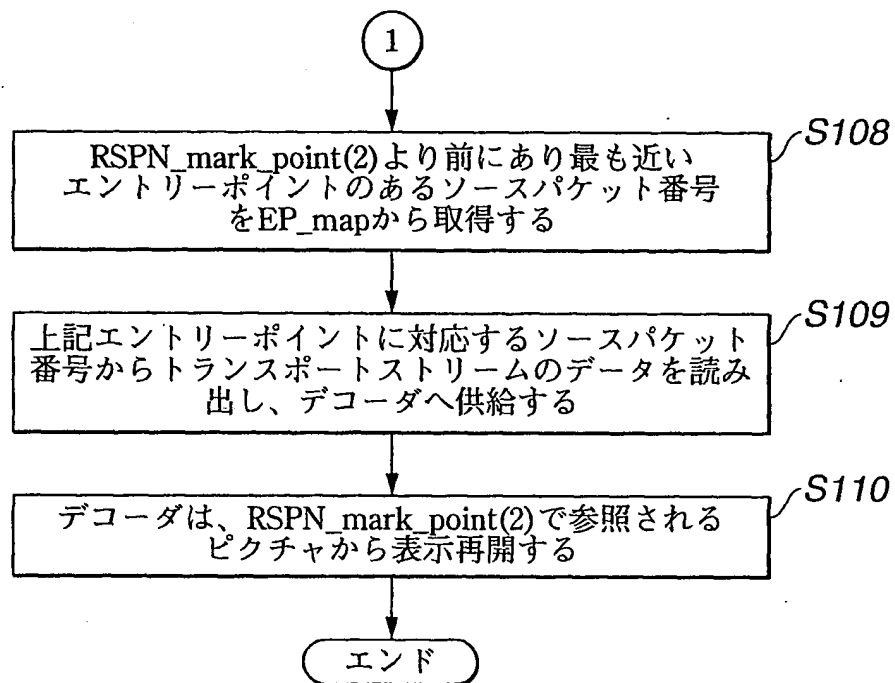 1
S108
RSPN_mark_point(2)より前にあり最も近い
エントリーポイントのあるソースパケット番号
をEP_mapから取得する
S109
上記エントリーポイントに対応するソースパケット
番号からトランスポートストリームのデータを読み
出し、デコーダへ供給する
S110
デコーダは、RSPN_mark_point(2)で参照される
ピクチャから表示再開する
エンド